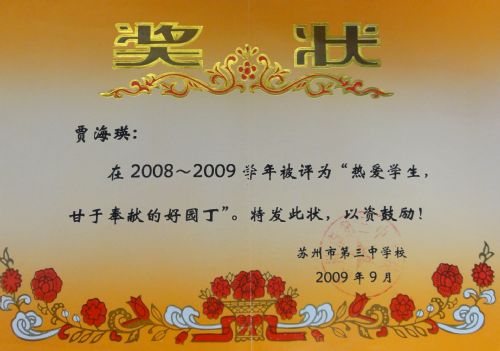 奖状
贾海瑛:
在2008～2009学年被评为“热爱学生,
甘于奉献的好园丁”。特发此状,以资鼓励!
苏州市第三中学校
2009年9月